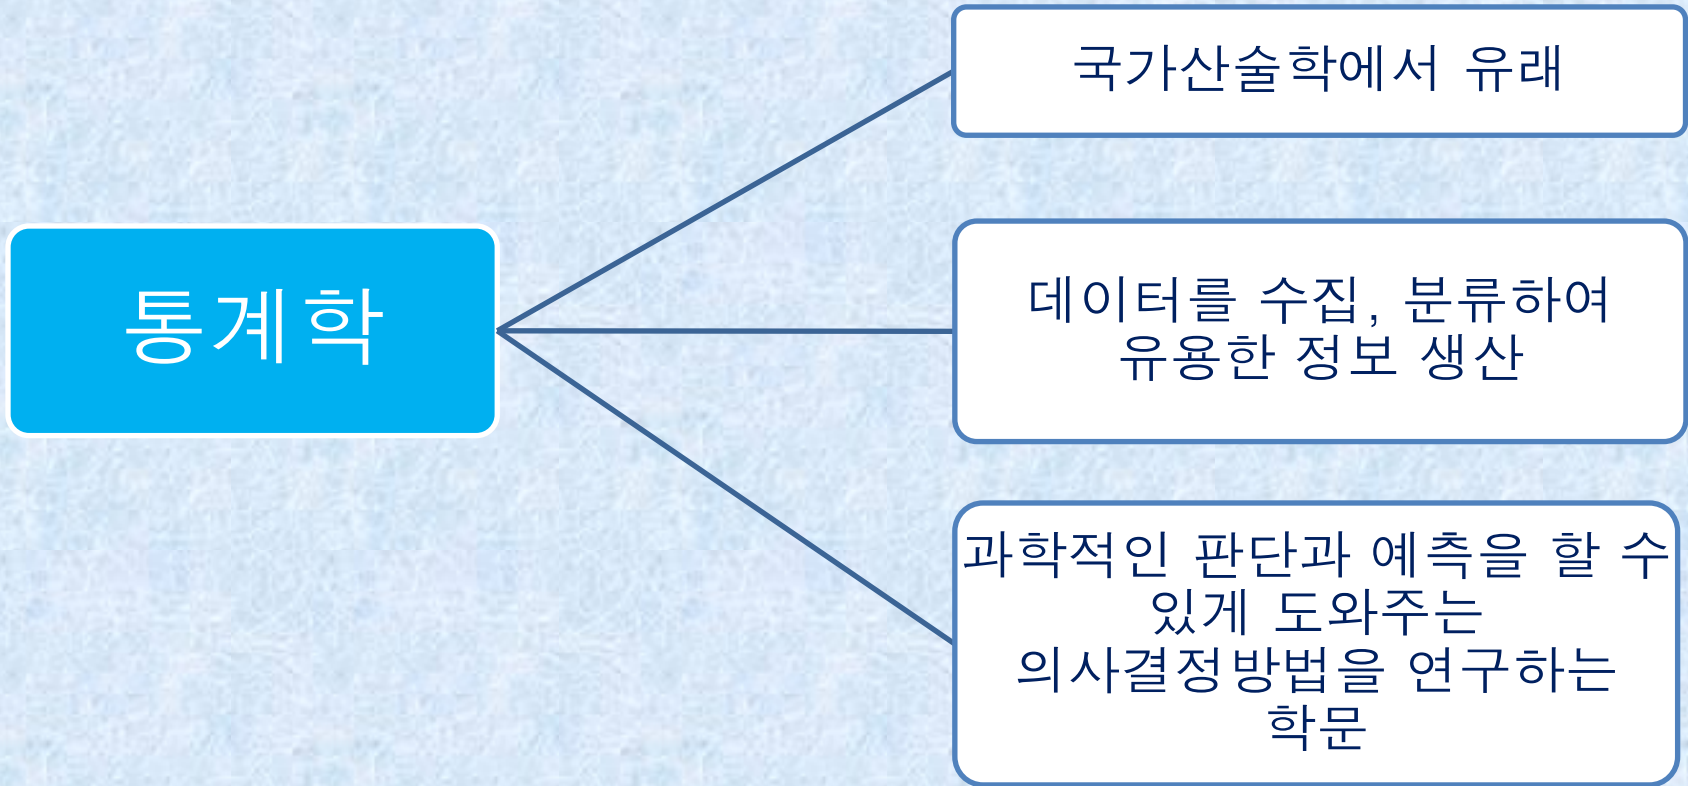 통계학
국가산술학에서 유래
데이터를 수집, 분류하여
유용한 정보 생산
과학적인 판단과 예측을 할 수
있게 도와주는
의사결정방법을 연구하는
학문